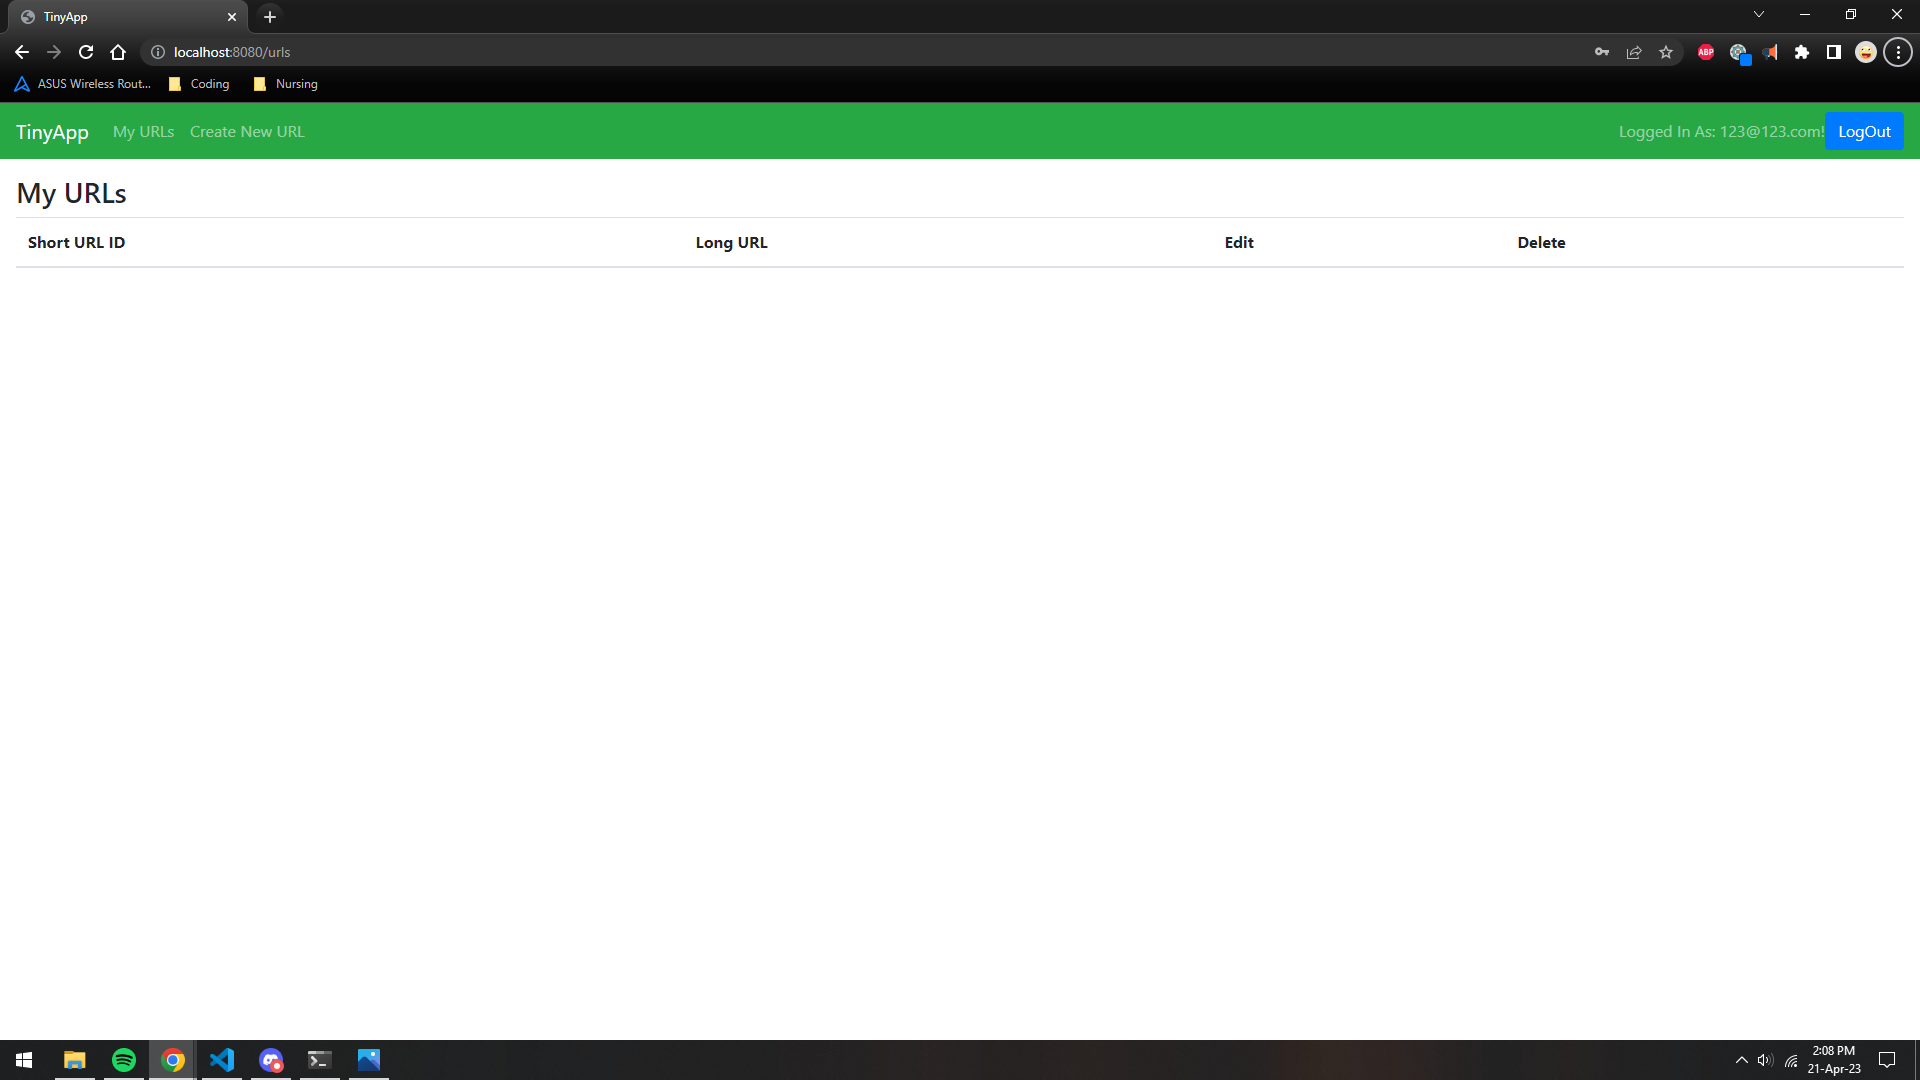 TinyApp
localhost:8080/urls
ABP
ASUS Wireless Rout...
Coding
Nursing
TinyApp
My URLs
Create New URL
Logged In As: 123@123.com!
LogOut
My URLs
Short URL ID
Long URL
Edit
Delete
2:08 PM
21-Apr-23